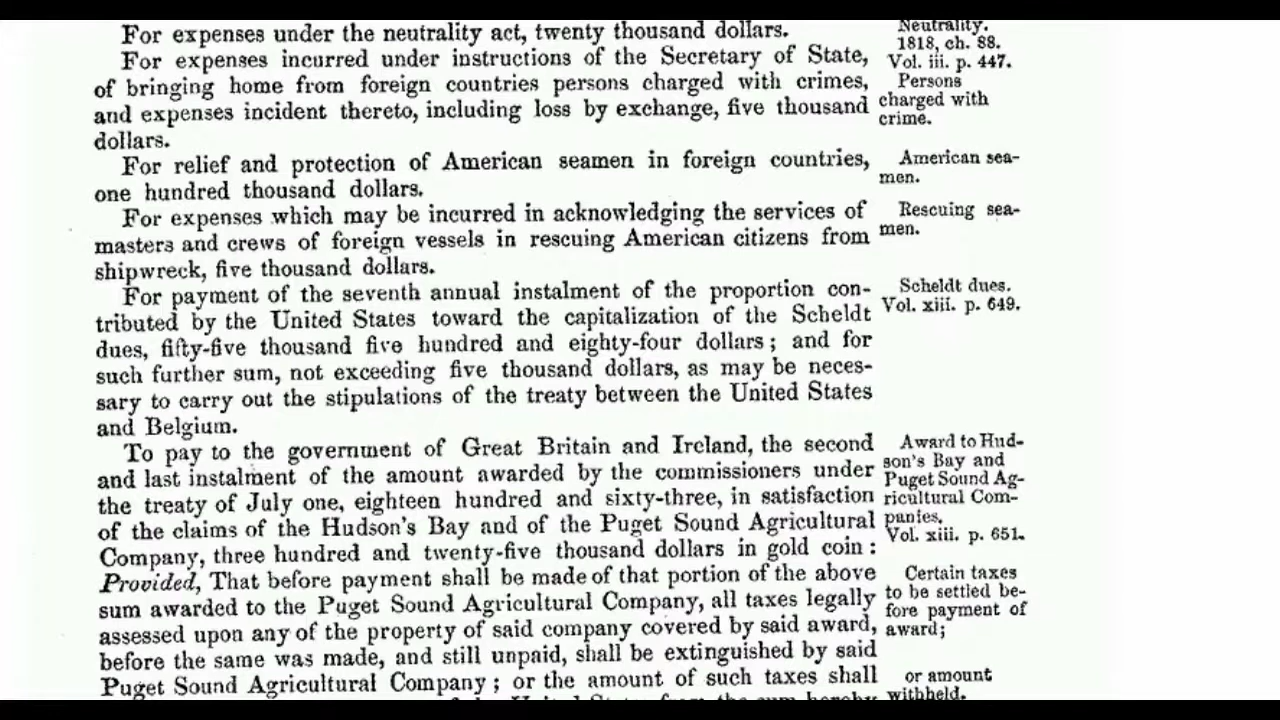 For expenses under the neutrality act, twenty thousand dollars.
For expenses incurred under instructions of the Secretary of State,
of bringing home from foreign countries persons charged with crimes,
and expenses incident thereto, including loss by exchange, five thousand
dollars.
For relief and protection of American seamen in foreign countries,
one hundred thousand dollars.
For expenses which may be incurred in acknowledging the services of
masters and crews of foreign vessels in rescuing American citizens from
shipwreck, five thousand dollars.
For payment of the seventh annual instalment of the proportion con-
tributed by the United States toward the capitalization of the Scheldt
dues, fifty-five thousand five hundred and eighty-four dollars; and for
such further sum, not exceeding five thousand dollars, as may be neces-
sary to carry out the stipulations of the treaty between the United States
and Belgium.
To pay to the government of Great Britain and Ireland, the second
and last instalment of the amount awarded by the commissioners under
the treaty of July one, eighteen hundred and sixty-three, in satisfaction
of the claims of the Hudson's Bay and of the Puget Sound Agricultural
Company, three hundred and twenty-five thousand dollars in gold coin:
Provided, That before payment shall be made of that portion of the above
sum awarded to the Puget Sound Agricultural Company, all taxes legally
assessed upon any of the property of said company covered by said award,
before the same was made, and still unpaid, shall be extinguished by said
Puget Sound Agricultural Company; or the amount of such taxes shall
Neutrality.
1818, ch. 88.
Vol. iii. p. 447.
Persons
charged with
crime.
American sea-
men.
Rescuing sea-
men.
Scheldt dues.
Vol. xiii. p. 649.
Award to Hud-
son's Bay and
Puget Sound Ag-
ricultural Com-
panies.
Vol. xiii. p. 651.
Certain taxes
to be settled be-
fore payment of
award;
or amount
withheld.